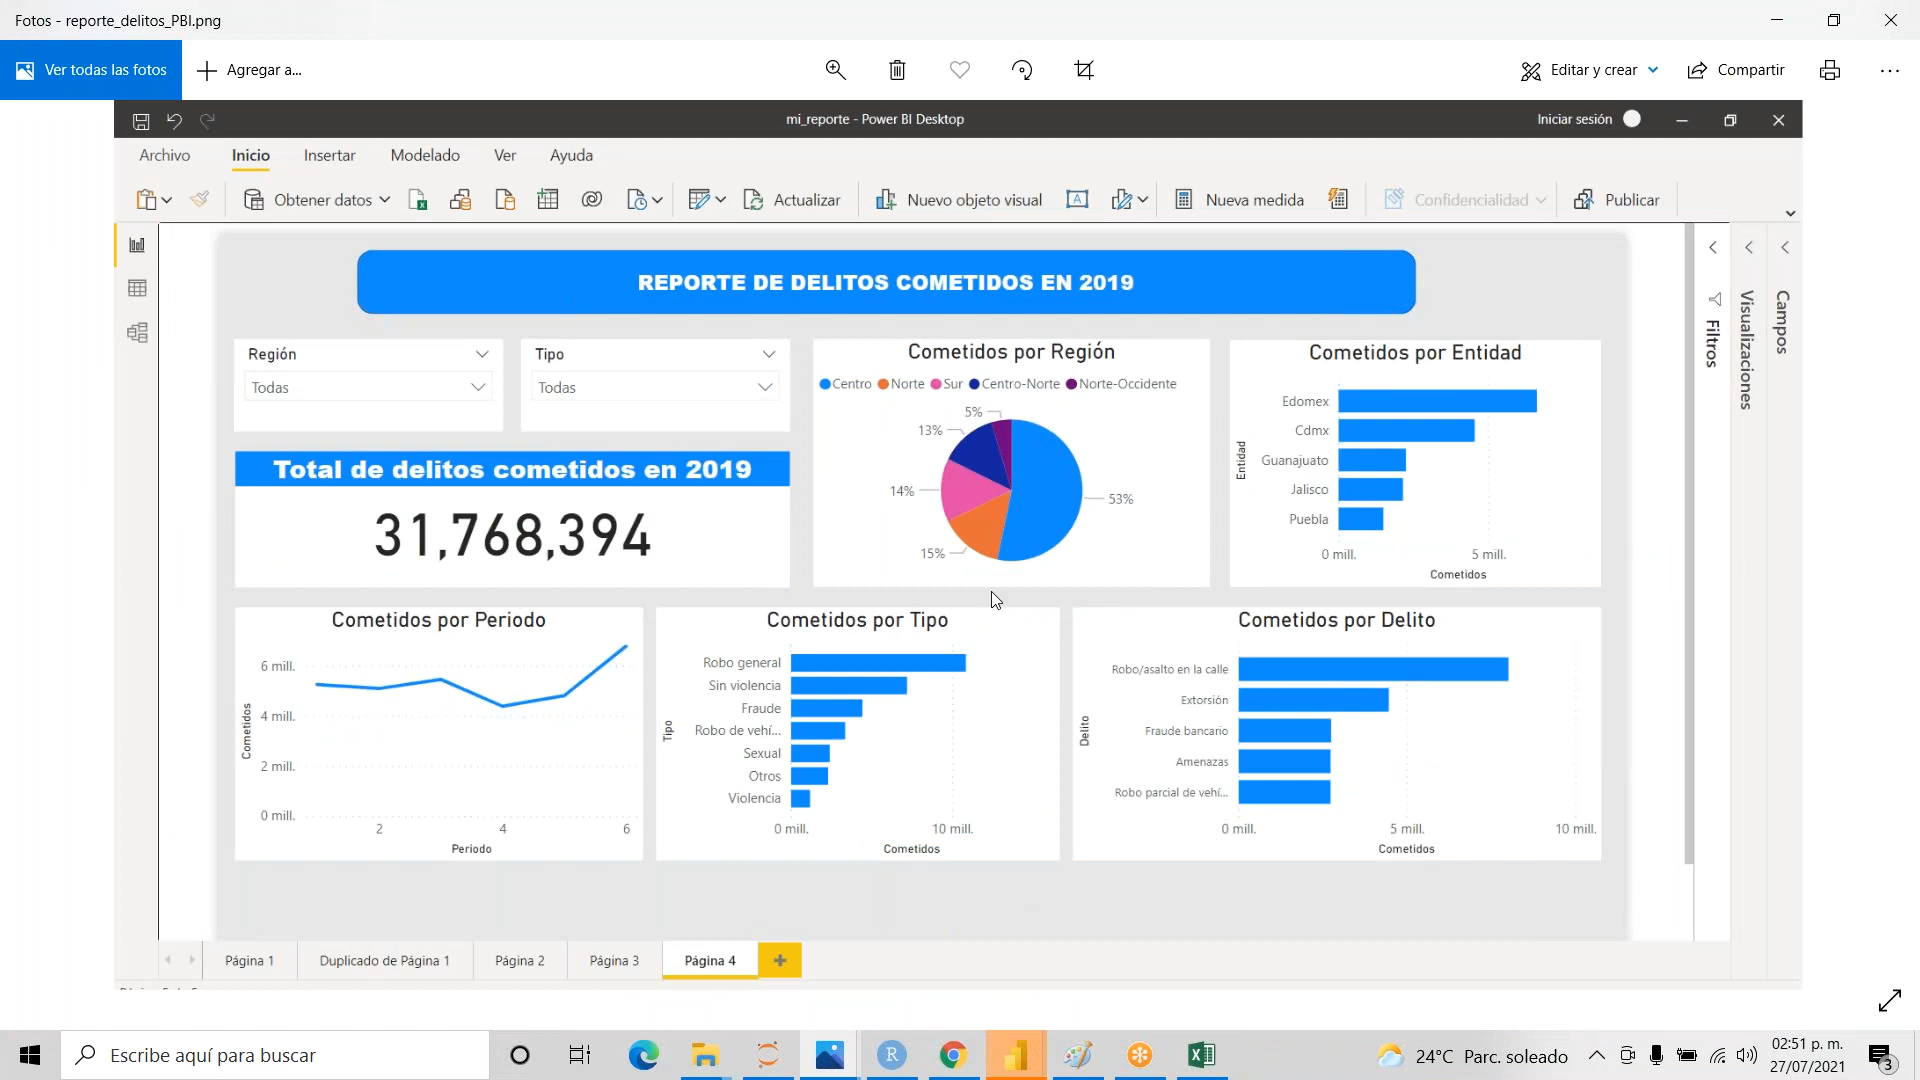 Fotos - reporte_delitos_PBI.png
Ver todas las fotos
Agregar a...
Editar y crear
Compartir
mi_reporte - Power BI Desktop
Iniciar sesión
Archivo Inicio Insertar Modelado Ver Ayuda
Obtener datos
Actualizar
Nuevo objeto visual
Nueva medida
Confidencialidad
Publicar
REPORTE DE DELITOS COMETIDOS EN 2019
Región
Todas
Tipo
Todas
Total de delitos cometidos en 2019
31,768,394
Cometidos por Región
Centro Norte Sur Centro-Norte Norte-Occidente
5%
13%
14%
15%
53%
Cometidos por Entidad
Entidad
Edomex
Cdmx
Guanajuato
Jalisco
Puebla
0 mill. 5 mill.
Cometidos
Filtros
Visualizaciones
Campos
Cometidos por Periodo
Cometidos
6 mill.
4 mill.
2 mill.
0 mill.
2 4 6
Periodo
Cometidos por Tipo
Tipo
Robo general
Sin violencia
Fraude
Robo de vehí...
Sexual
Otros
Violencia
0 mill. 10 mill.
Cometidos
Cometidos por Delito
Delito
Robo/asalto en la calle
Extorsión
Fraude bancario
Amenazas
Robo parcial de vehí...
0 mill. 5 mill. 10 mill.
Cometidos
Página 1 Duplicado de Página 1 Página 2 Página 3 Página 4
Escribe aquí para buscar
R
24°C Parc. soleado
02:51 p. m.
27/07/2021
3